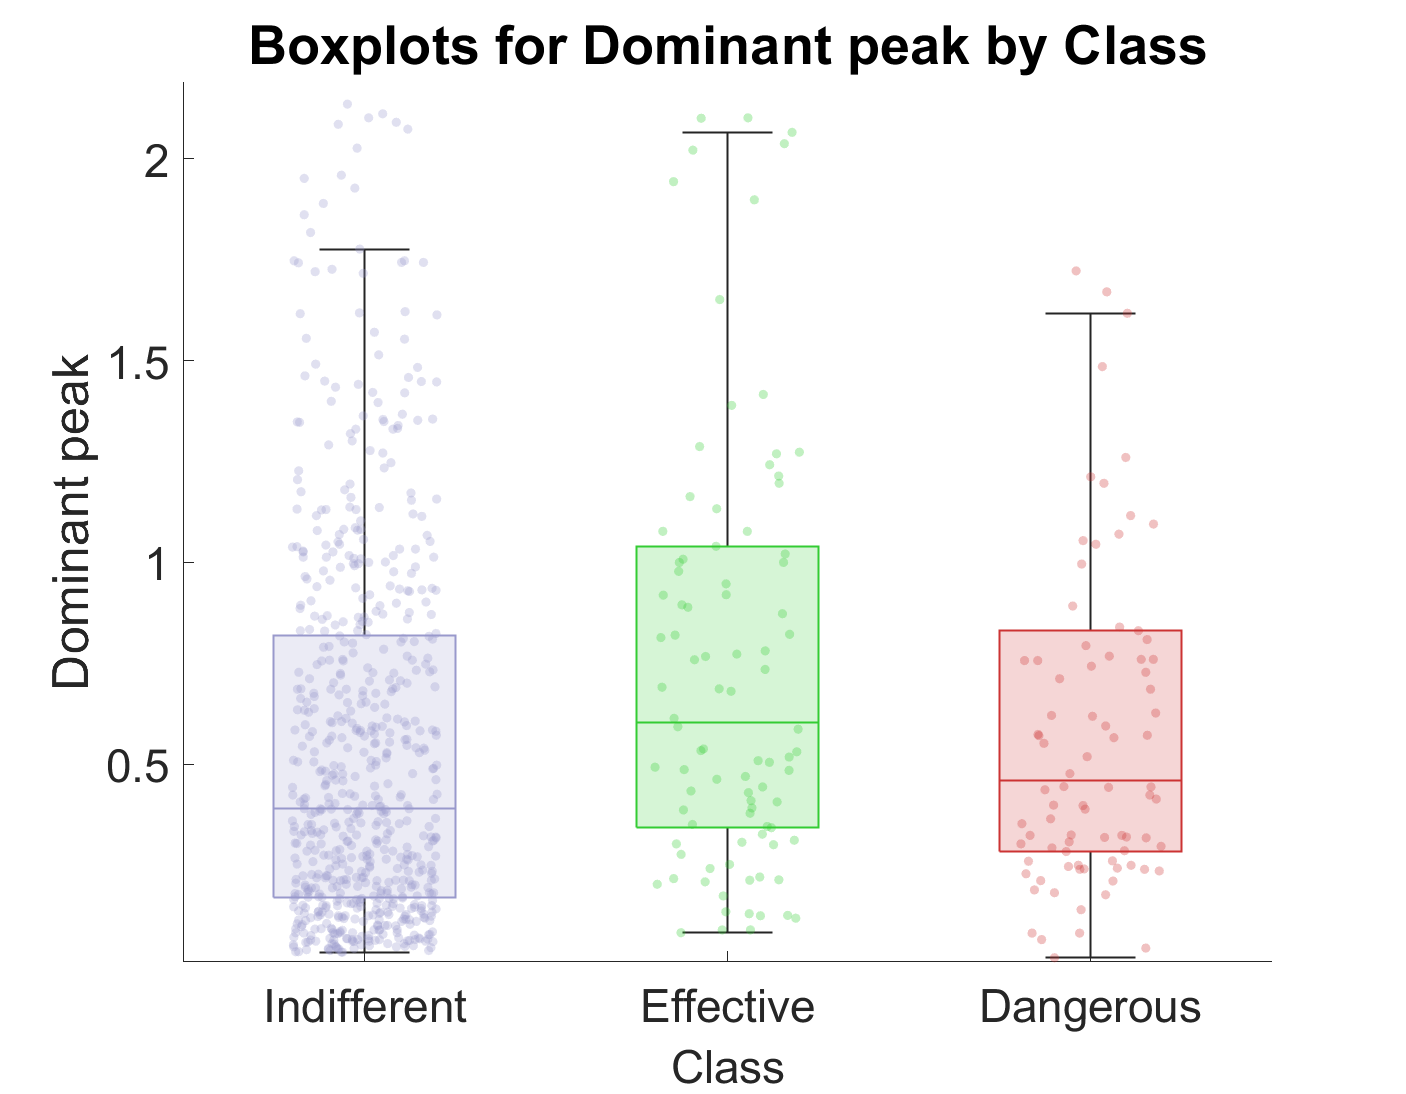 Boxplots for Dominant peak by Class
Dominant peak
2
1.5
1
0.5
Indifferent
Effective
Dangerous
Class